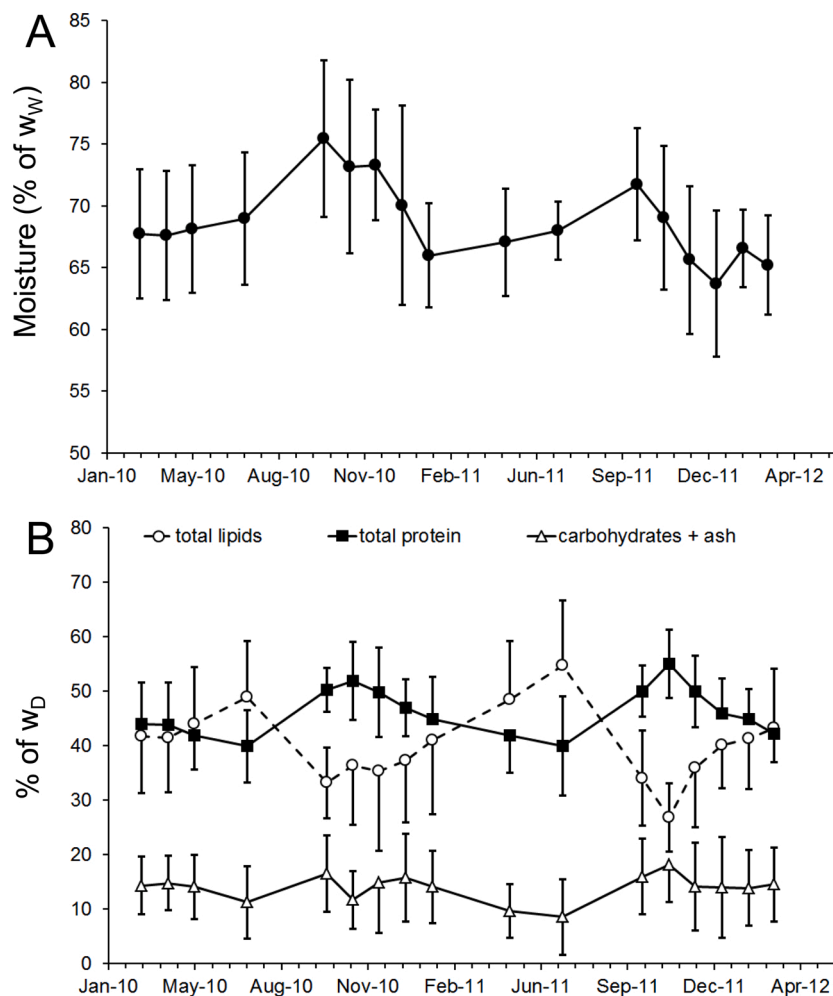 A
Moisture (% of wW)
85
80
75
70
65
60
55
50
Jan-10 May-10 Aug-10 Nov-10 Feb-11 Jun-11 Sep-11 Dec-11 Apr-12
B
% of wD
total lipids total protein carbohydrates + ash
80
70
60
50
40
30
20
10
0
Jan-10 May-10 Aug-10 Nov-10 Feb-11 Jun-11 Sep-11 Dec-11 Apr-12